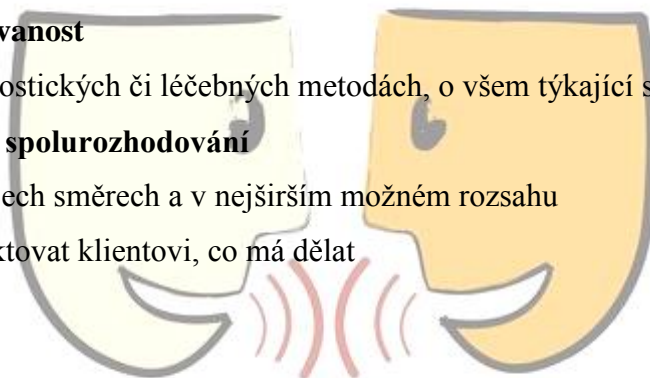 vanost
ostických či léčebných metodách, o všem týkající s
spolurozhodování
ech směrech a v nejširším možném rozsahu
ktovat klientovi, co má dělat